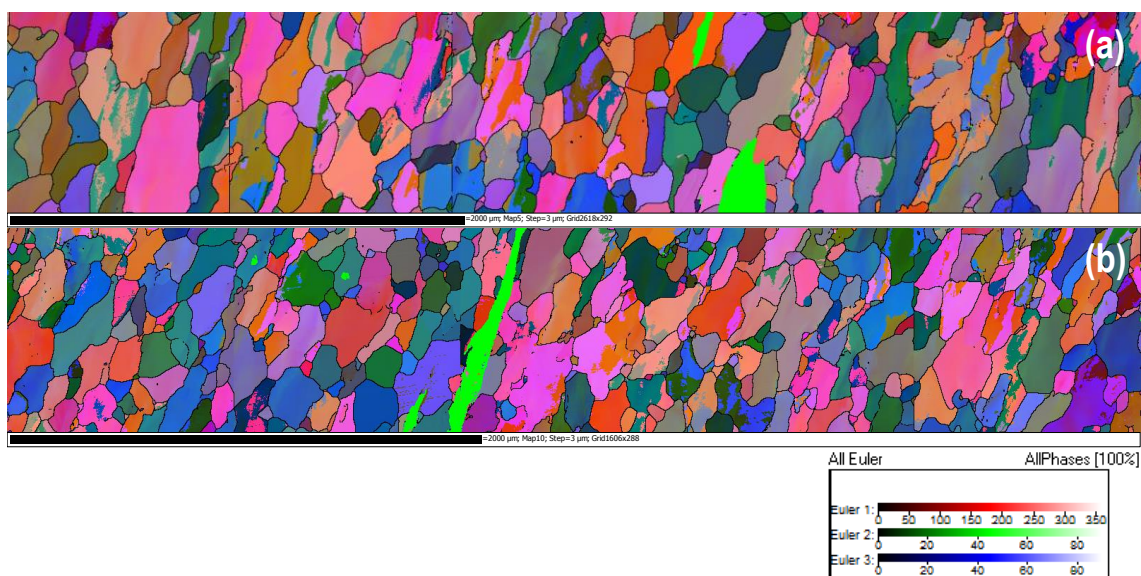 (a)
=2000 µm; Map5; Step=3 µm; Grid2618x292
(b)
=2000 µm; Map10; Step=3 µm; Grid1606x288
All Euler AllPhases [100%]
Euler 1:
0 50 100 150 200 250 300 350
Euler 2:
0 20 40 60 80
Euler 3:
0 20 40 60 80